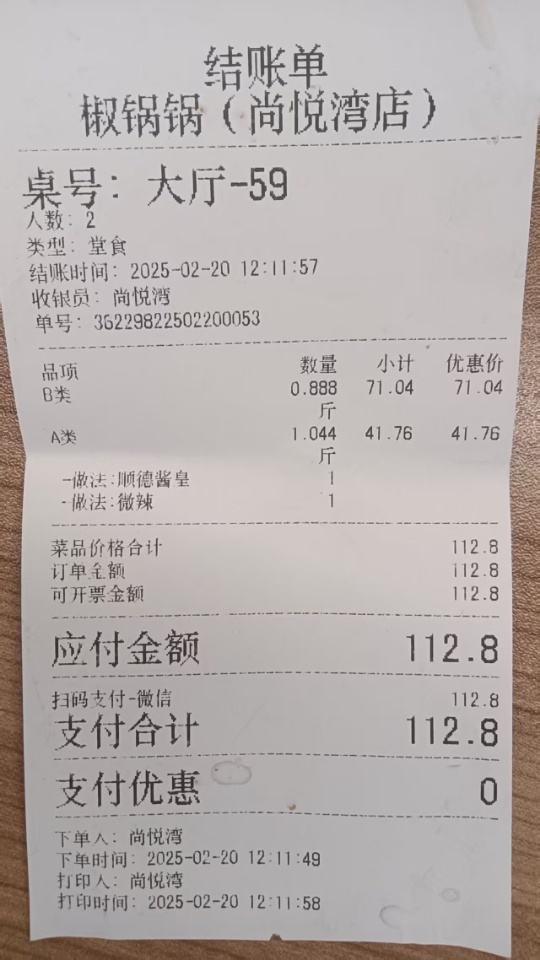 结账单
椒锅锅（尚悦湾店）
桌号: 大厅-59
人数: 2
类型: 堂食
结账时间: 2025-02-20 12:11:57
收银员: 尚悦湾
单号: 36229822502200053
品项 数量 小计 优惠价
B类 0.888 71.04 71.04
斤
A类 1.044 41.76 41.76
斤
-做法:顺德酱皇 1
-做法:微辣 1
菜品价格合计 112.8
订单金额 112.8
可开票金额 112.8
应付金额 112.8
扫码支付-微信 112.8
支付合计 112.8
支付优惠 0
下单人: 尚悦湾
下单时间: 2025-02-20 12:11:49
打印人: 尚悦湾
打印时间: 2025-02-20 12:11:58